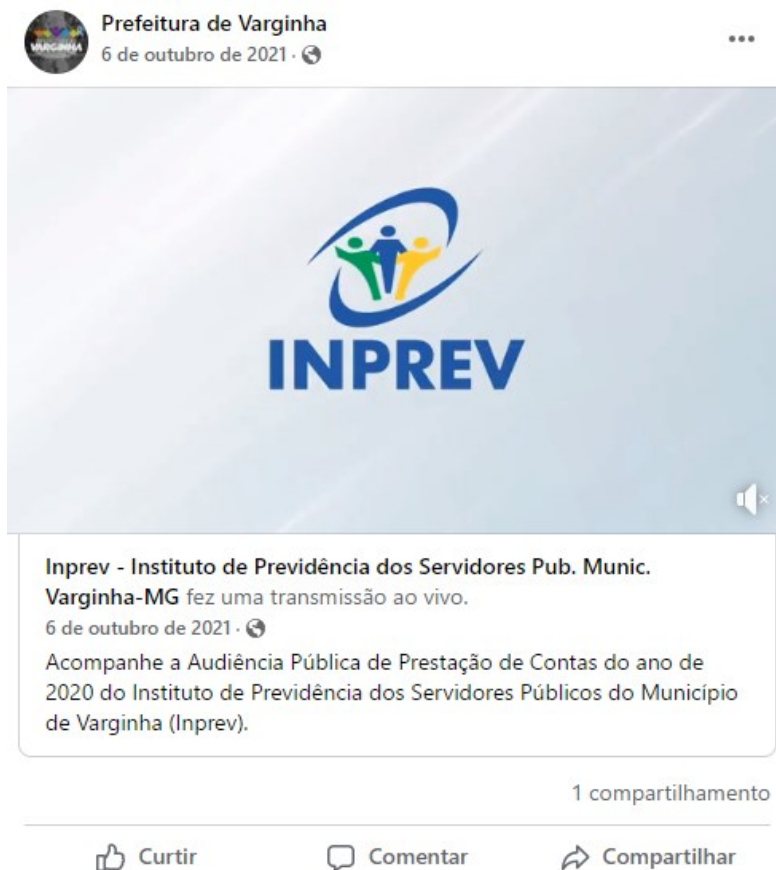 Prefeitura de Varginha
6 de outubro de 2021 ·
VARGINHA
INPREV
Inprev - Instituto de Previdência dos Servidores Pub. Munic.
Varginha-MG fez uma transmissão ao vivo.
6 de outubro de 2021 ·
Acompanhe a Audiência Pública de Prestação de Contas do ano de
2020 do Instituto de Previdência dos Servidores Públicos do Município
de Varginha (Inprev).
1 compartilhamento
Curtir Comentar Compartilhar